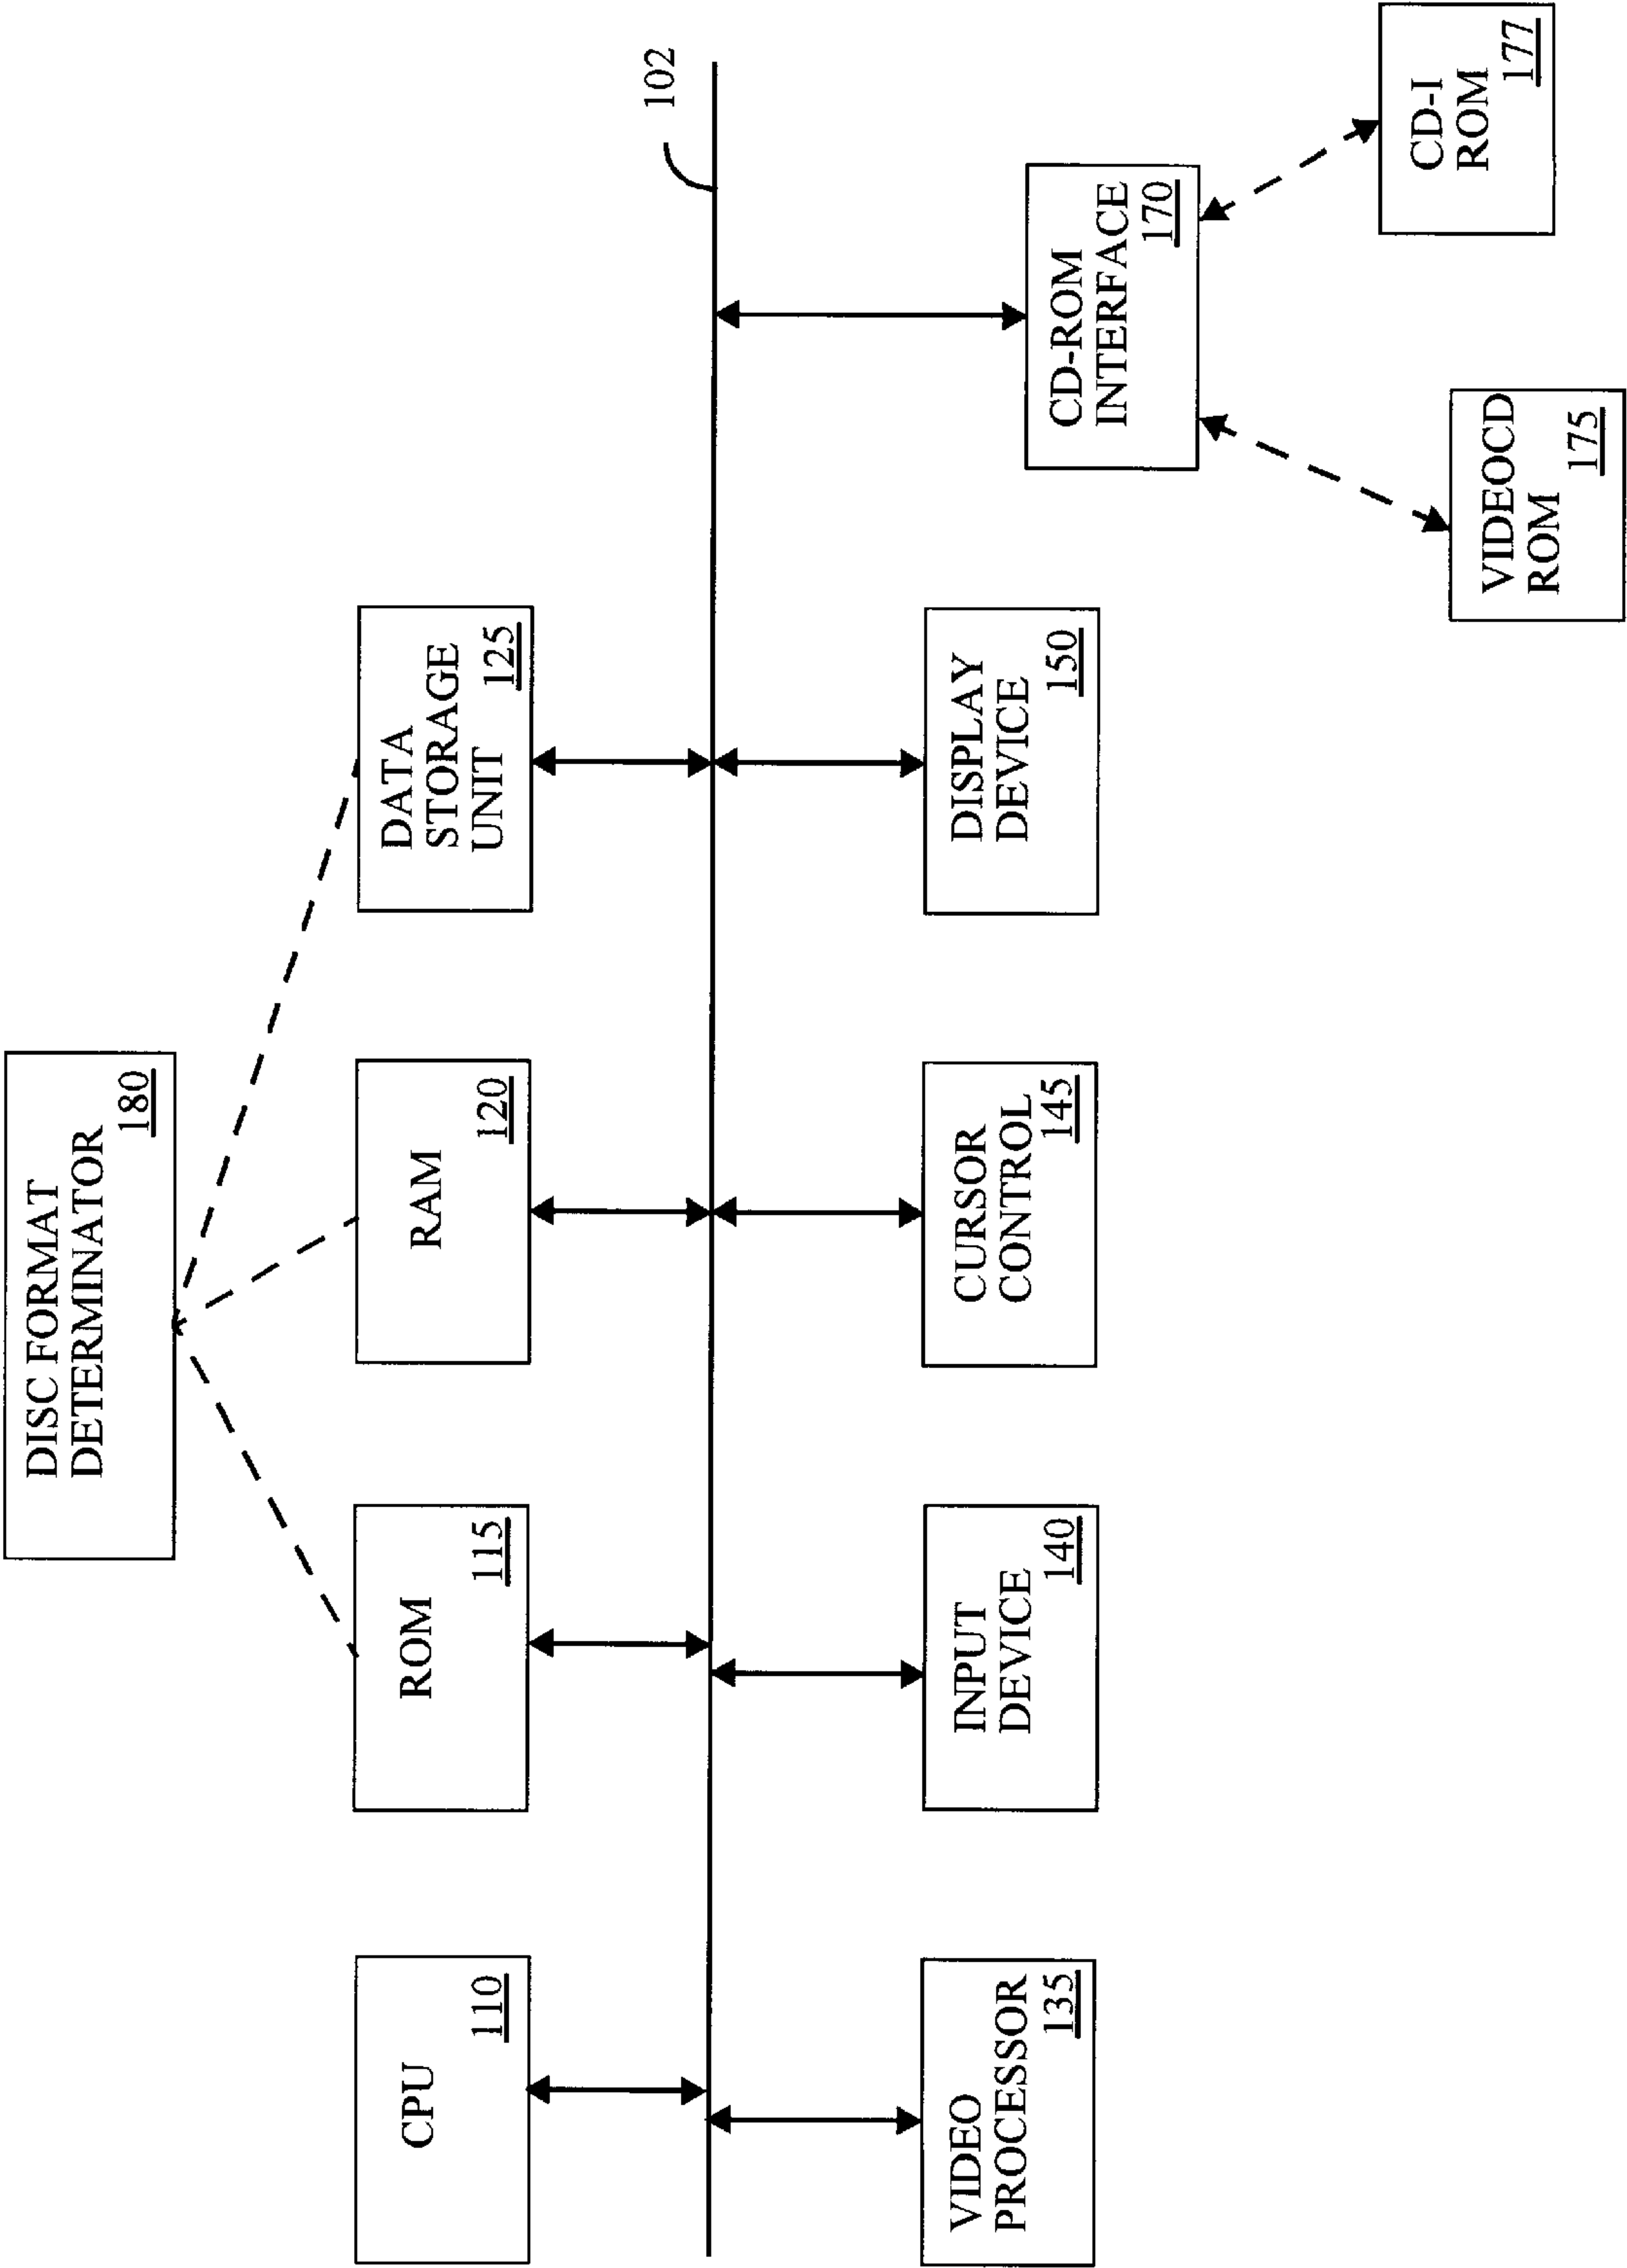 DISC FORMAT
DETERMINATOR
180
CPU
110
ROM
115
RAM
120
DATA
STORAGE
UNIT
125
102
VIDEO
PROCESSOR
135
INPUT
DEVICE
140
CURSOR
CONTROL
145
DISPLAY
DEVICE
150
CD-ROM
INTERFACE
170
VIDEOCD
ROM
175
CD-I
ROM
177